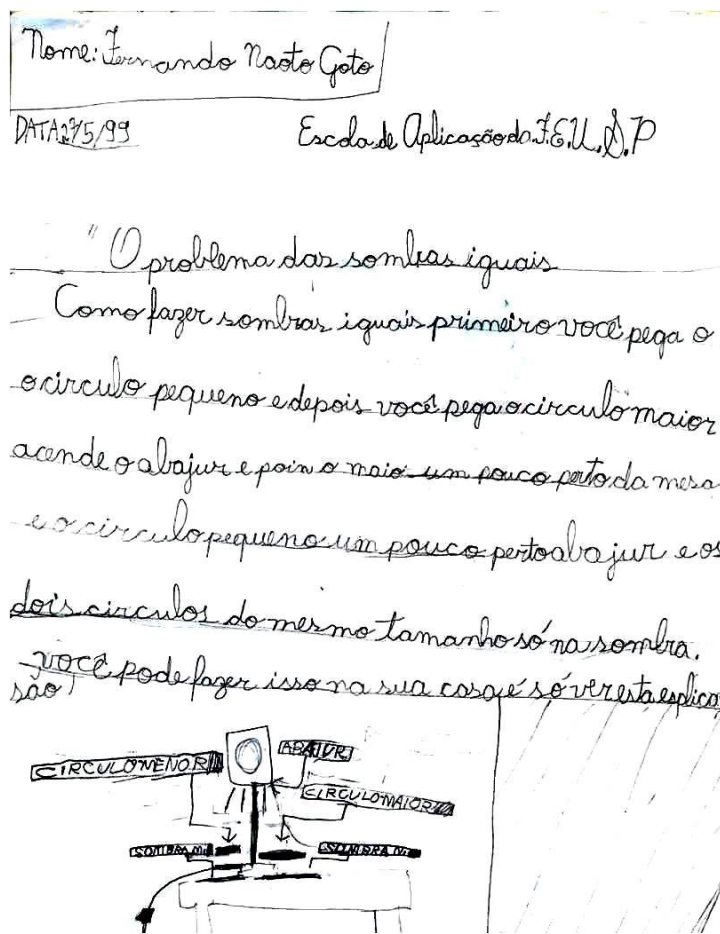 Nome: Fernando Naoto Goto
DATA 27/5/99 Escola de Aplicação da F.E.U.S.P
"O problema das sombras iguais
Como fazer sombras iguais primeiro você pega o
o circulo pequeno e depois você pega o circulo maior
acende o abajur e poin o maio um pouco perto da mesa
e o circulo pequeno um pouco perto abajur e os
dois circulos do mesmo tamanho só na sombra.
você pode fazer isso na sua casa é só ver esta esplica
são!
ABAJUR
CIRCULO MENOR
CIRCULO MAIOR
SOMBRA SOMBRA